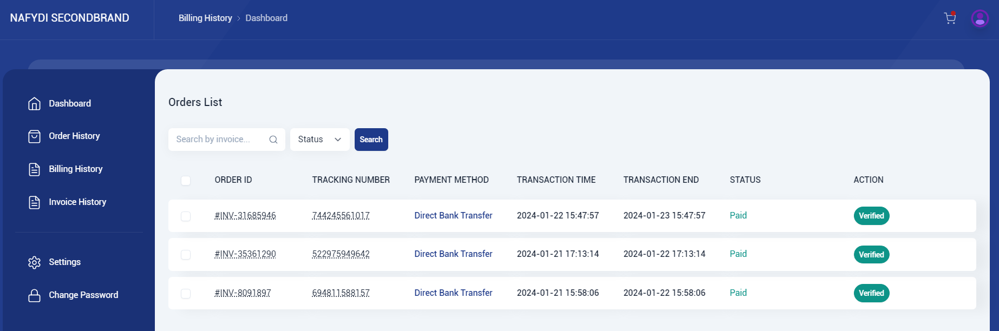 NAFYDI SECONDBRAND
Billing History > Dashboard
Dashboard
Order History
Billing History
Invoice History
Settings
Change Password
Orders List
Search by invoice... Status Search
ORDER ID TRACKING NUMBER PAYMENT METHOD TRANSACTION TIME TRANSACTION END STATUS ACTION
#INV-31685946 744245561017 Direct Bank Transfer 2024-01-22 15:47:57 2024-01-23 15:47:57 Paid Verified
#INV-35361290 522975949642 Direct Bank Transfer 2024-01-21 17:13:14 2024-01-22 17:13:14 Paid Verified
#INV-8091897 694811588157 Direct Bank Transfer 2024-01-21 15:58:06 2024-01-22 15:58:06 Paid Verified